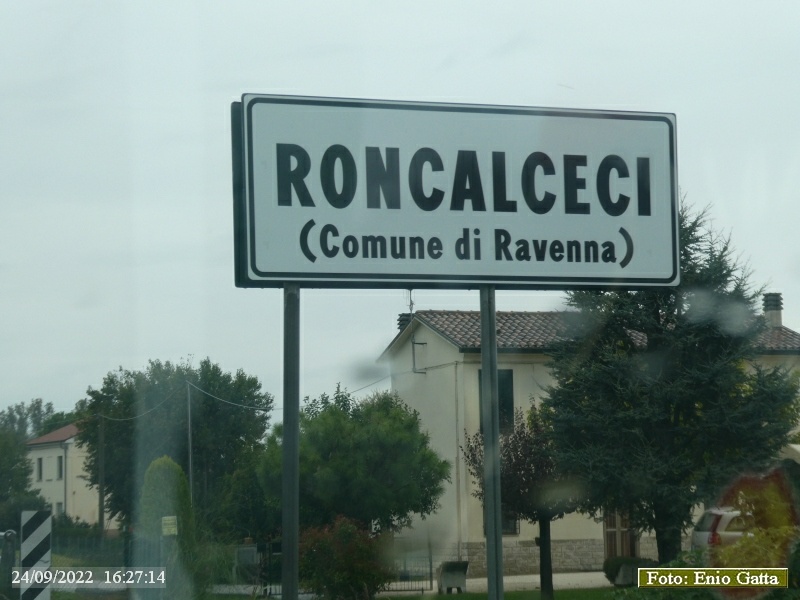 RONCALCECI
(Comune di Ravenna)
24/09/2022 16:27:14
Foto: Enio Gatta